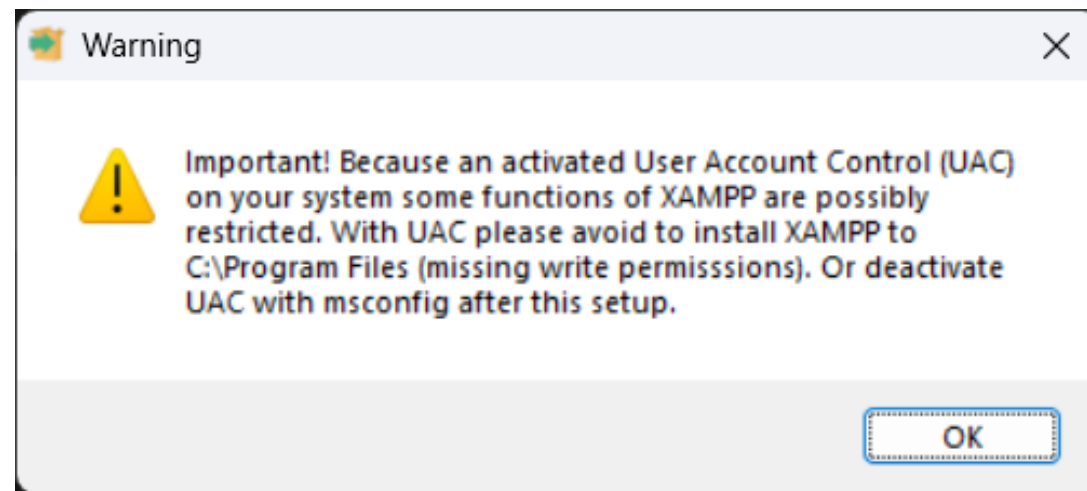 Warning
Important! Because an activated User Account Control (UAC)
on your system some functions of XAMPP are possibly
restricted. With UAC please avoid to install XAMPP to
C:\Program Files (missing write permisssions). Or deactivate
UAC with msconfig after this setup.
OK